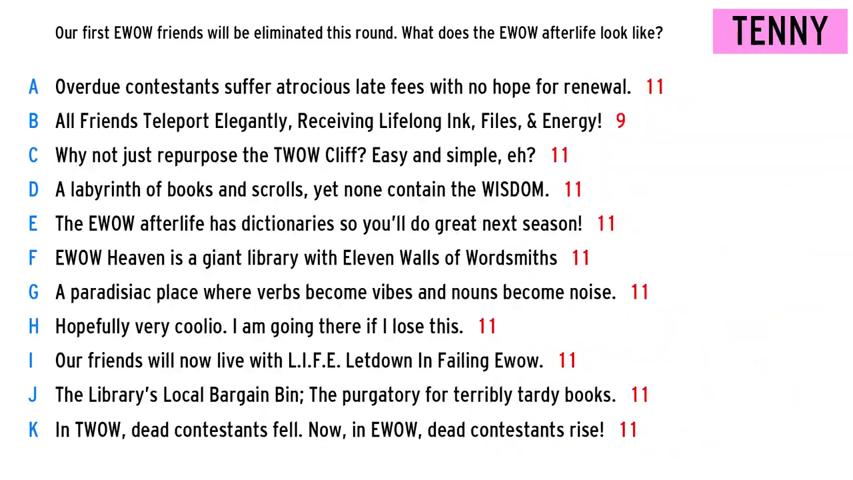 Our first EWOW friends will be eliminated this round. What does the EWOW afterlife look like?
TENNY
A Overdue contestants suffer atrocious late fees with no hope for renewal. 11
B All Friends Teleport Elegantly, Receiving Lifelong Ink, Files, & Energy! 9
C Why not just repurpose the TWOW Cliff? Easy and simple, eh? 11
D A labyrinth of books and scrolls, yet none contain the WISDOM. 11
E The EWOW afterlife has dictionaries so you'll do great next season! 11
F EWOW Heaven is a giant library with Eleven Walls of Wordsmiths 11
G A paradisiac place where verbs become vibes and nouns become noise. 11
H Hopefully very coolio. I am going there if I lose this. 11
I Our friends will now live with L.I.F.E. Letdown In Failing Ewow. 11
J The Library's Local Bargain Bin; The purgatory for terribly tardy books. 11
K In TWOW, dead contestants fell. Now, in EWOW, dead contestants rise! 11